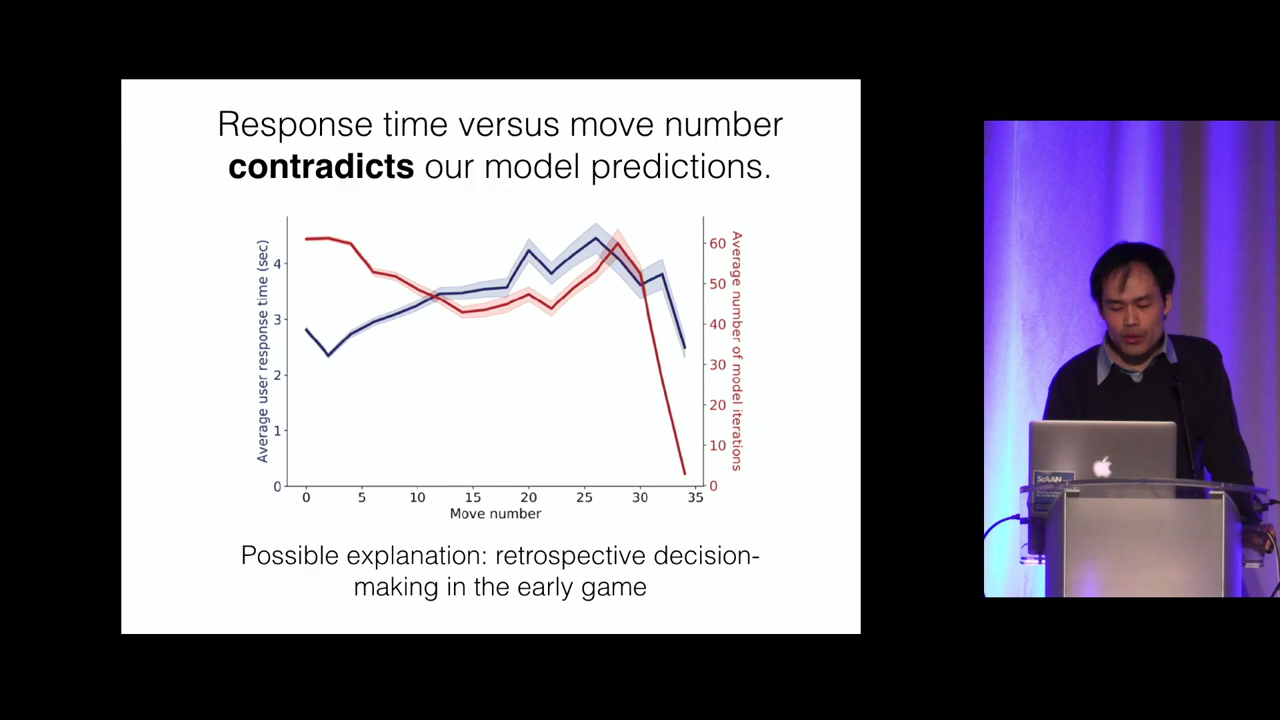 Response time versus move number
contradicts our model predictions.
Average user response time (sec)
4
3
2
1
0
60
50
40
30
20
10
0
Average number of model iterations
0 5 10 15 20 25 30 35
Move number
Possible explanation: retrospective decision-
making in the early game